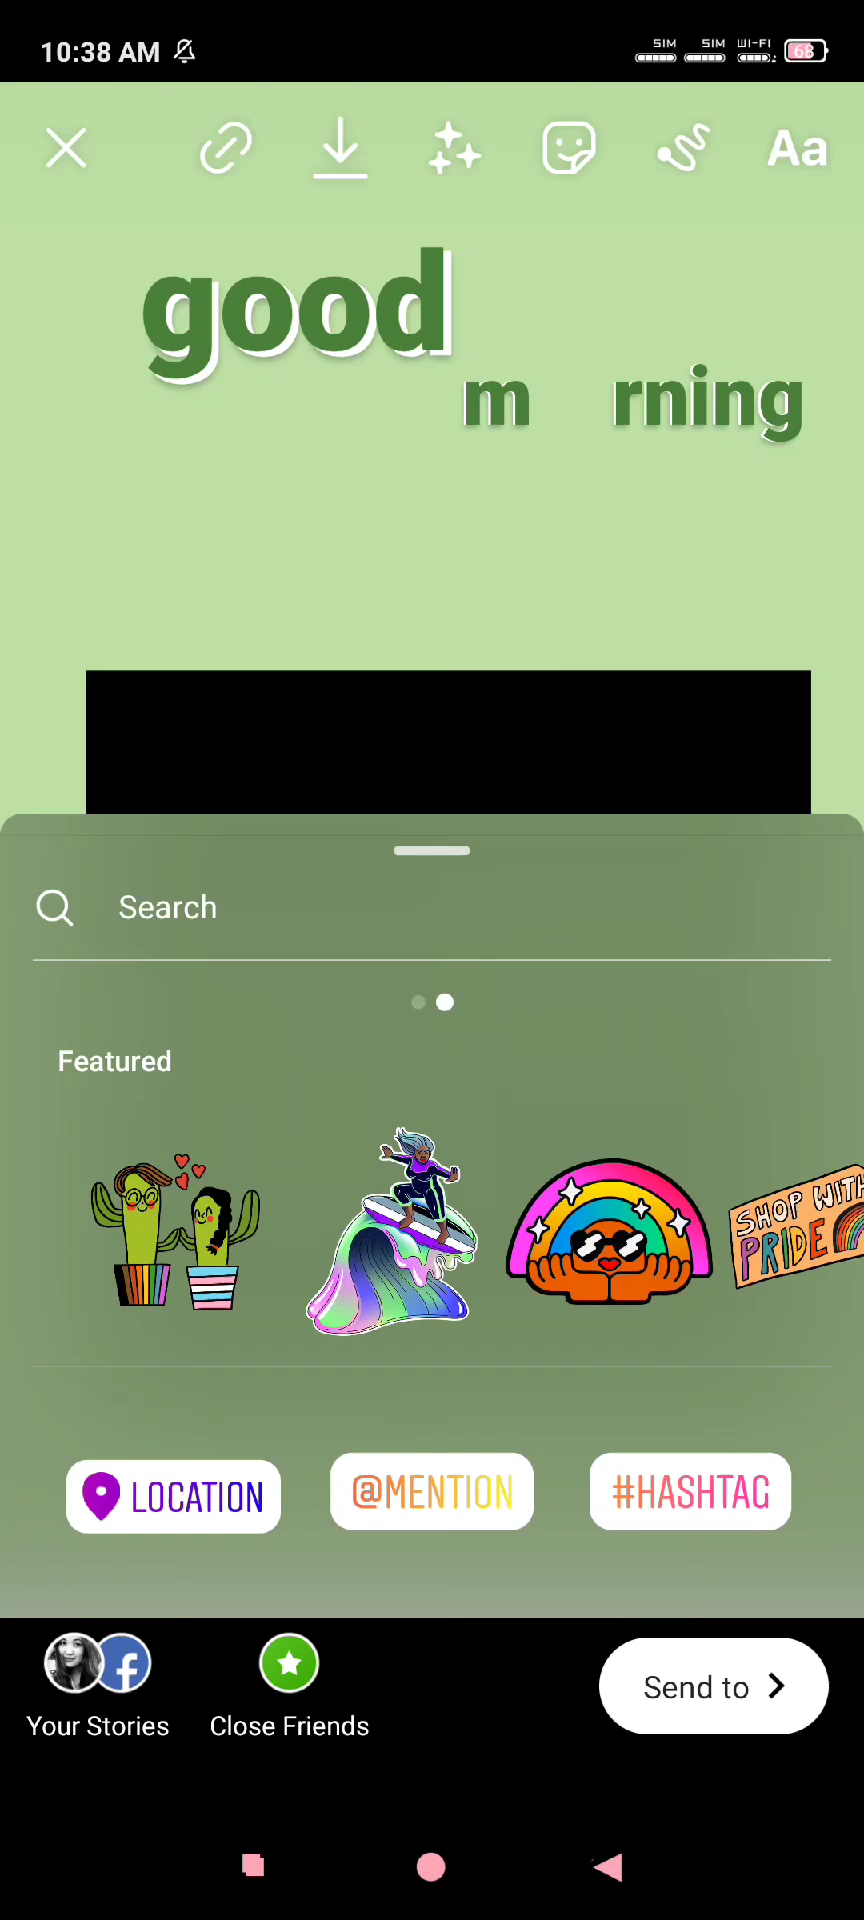 10:38 AM
SIM SIM WI-FI 68
Aa
good
m rning
Search
Featured
SHOP WITH
PRIDE
LOCATION @MENTION #HASHTAG
Your Stories Close Friends Send to